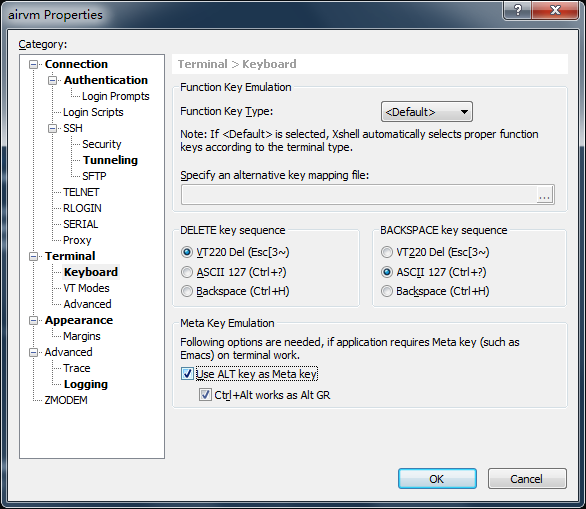 airvm Properties
Category:
Connection
Authentication
Login Prompts
Login Scripts
SSH
Security
Tunneling
SFTP
TELNET
RLOGIN
SERIAL
Proxy
Terminal
Keyboard
VT Modes
Advanced
Appearance
Margins
Advanced
Trace
Logging
ZMODEM
Terminal > Keyboard
Function Key Emulation
Function Key Type:
<Default>
Note: If <Default> is selected, Xshell automatically selects proper function
keys according to the terminal type.
Specify an alternative key mapping file:
...
DELETE key sequence
VT220 Del (Esc[3~)
ASCII 127 (Ctrl+?)
Backspace (Ctrl+H)
BACKSPACE key sequence
VT220 Del (Esc[3~)
ASCII 127 (Ctrl+?)
Backspace (Ctrl+H)
Meta Key Emulation
Following options are needed, if application requires Meta key (such as
Emacs) on terminal work.
Use ALT key as Meta key
Ctrl+Alt works as Alt GR
OK
Cancel